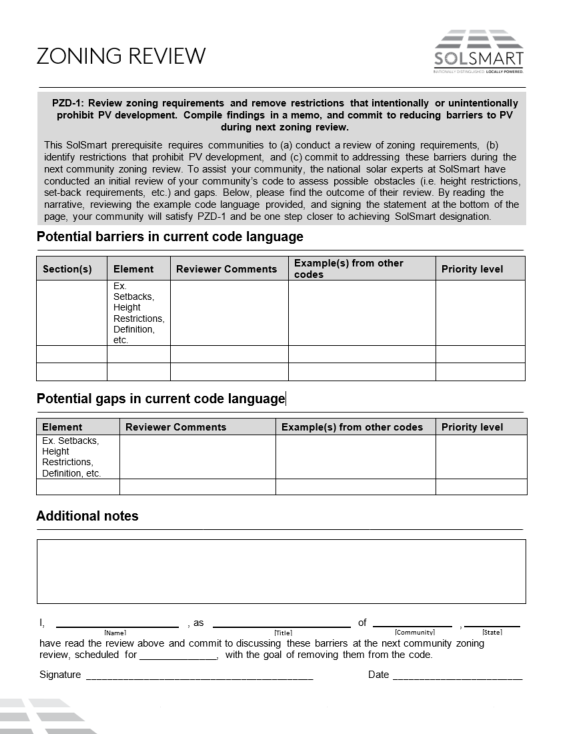 ZONING REVIEW
SOLSMART
NATIONALLY DISTINGUISHED. LOCALLY POWERED.
PZD-1: Review zoning requirements and remove restrictions that intentionally or unintentionally
prohibit PV development. Compile findings in a memo, and commit to reducing barriers to PV
during next zoning review.
This SolSmart prerequisite requires communities to (a) conduct a review of zoning requirements, (b)
identify restrictions that prohibit PV development, and (c) commit to addressing these barriers during the
next community zoning review. To assist your community, the national solar experts at SolSmart have
conducted an initial review of your community's code to assess possible obstacles (i.e. height restrictions,
set-back requirements, etc.) and gaps. Below, please find the outcome of their review. By reading the
narrative, reviewing the example code language provided, and signing the statement at the bottom of the
page, your community will satisfy PZD-1 and be one step closer to achieving SolSmart designation.
Potential barriers in current code language
Section(s) Element Reviewer Comments Example(s) from other codes Priority level
Ex.
Setbacks,
Height
Restrictions,
Definition,
etc.
Potential gaps in current code language
Element Reviewer Comments Example(s) from other codes Priority level
Ex. Setbacks,
Height
Restrictions,
Definition, etc.
Additional notes
I, ____________ , as ____________ of ____________ , ____________
[Name] [Title] [Community] [State]
have read the review above and commit to discussing these barriers at the next community zoning
review, scheduled for ______________, with the goal of removing them from the code.
Signature ____________________ Date ____________________